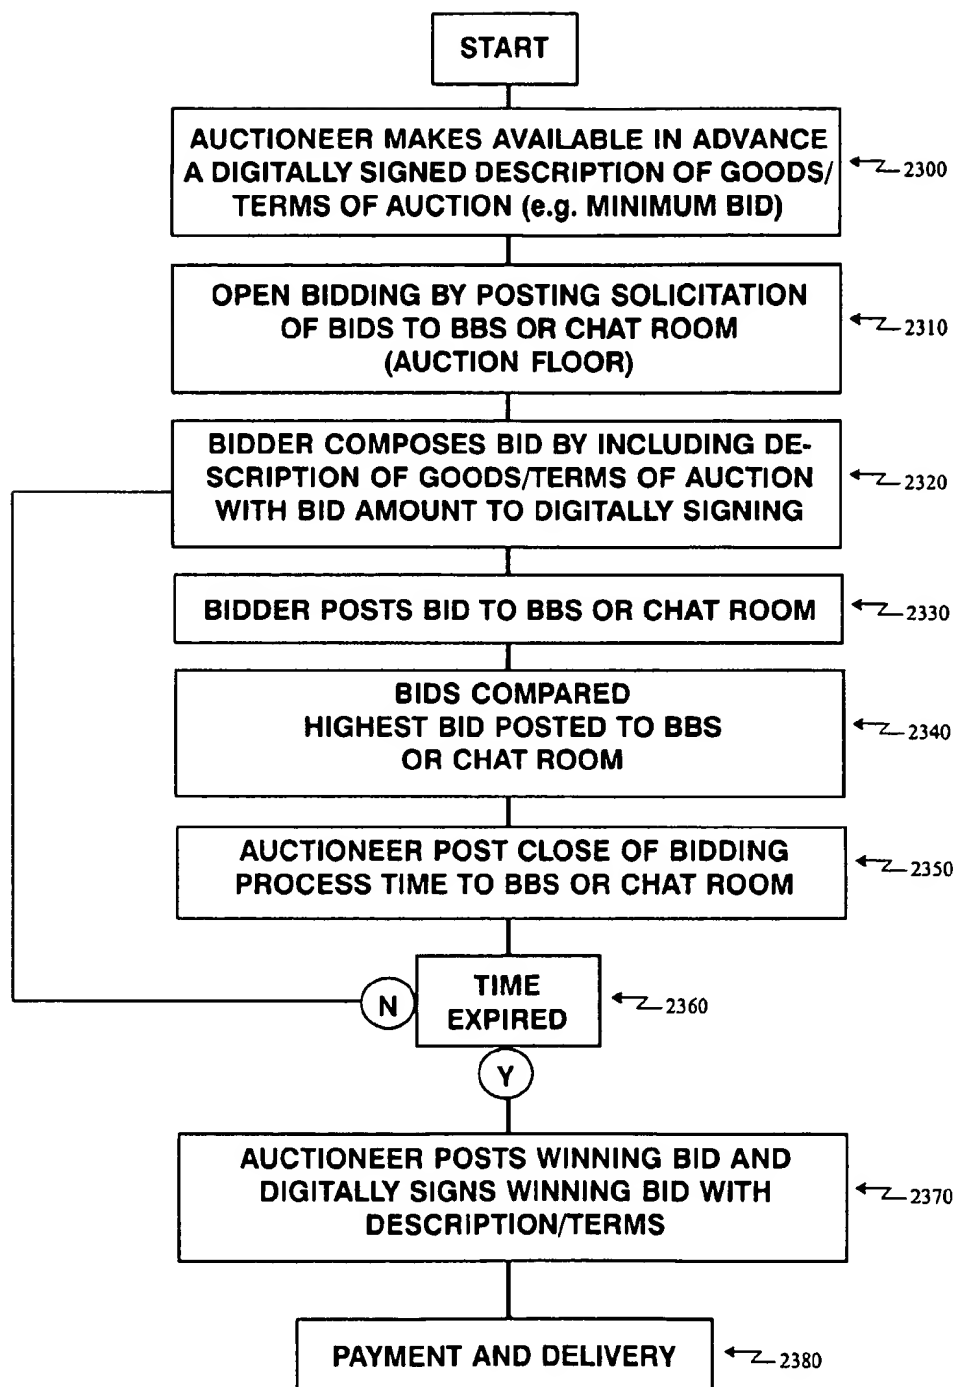 START
AUCTIONEER MAKES AVAILABLE IN ADVANCE
A DIGITALLY SIGNED DESCRIPTION OF GOODS/
TERMS OF AUCTION (e.g. MINIMUM BID)
2300
OPEN BIDDING BY POSTING SOLICITATION
OF BIDS TO BBS OR CHAT ROOM
(AUCTION FLOOR)
2310
BIDDER COMPOSES BID BY INCLUDING DE-
SCRIPTION OF GOODS/TERMS OF AUCTION
WITH BID AMOUNT TO DIGITALLY SIGNING
2320
BIDDER POSTS BID TO BBS OR CHAT ROOM
2330
BIDS COMPARED
HIGHEST BID POSTED TO BBS
OR CHAT ROOM
2340
AUCTIONEER POST CLOSE OF BIDDING
PROCESS TIME TO BBS OR CHAT ROOM
2350
TIME
EXPIRED
N
2360
Y
AUCTIONEER POSTS WINNING BID AND
DIGITALLY SIGNS WINNING BID WITH
DESCRIPTION/TERMS
2370
PAYMENT AND DELIVERY
2380